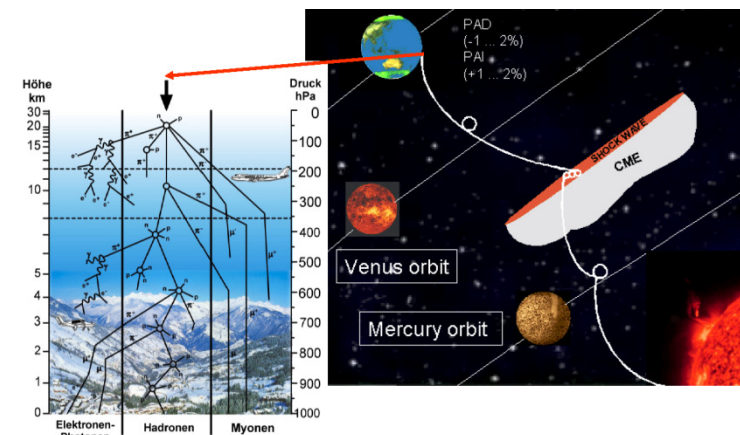 Höhe
km
30
20
15
10
5
4
3
2
1
0
Druck
hPa
0
100
200
300
400
500
600
700
800
900
1000
Elektronen-
Hadronen
Myonen
PAD
(-1 ... 2%)
PAI
(+1 ... 2%)
SHOCK WAVE
CME
Venus orbit
Mercury orbit